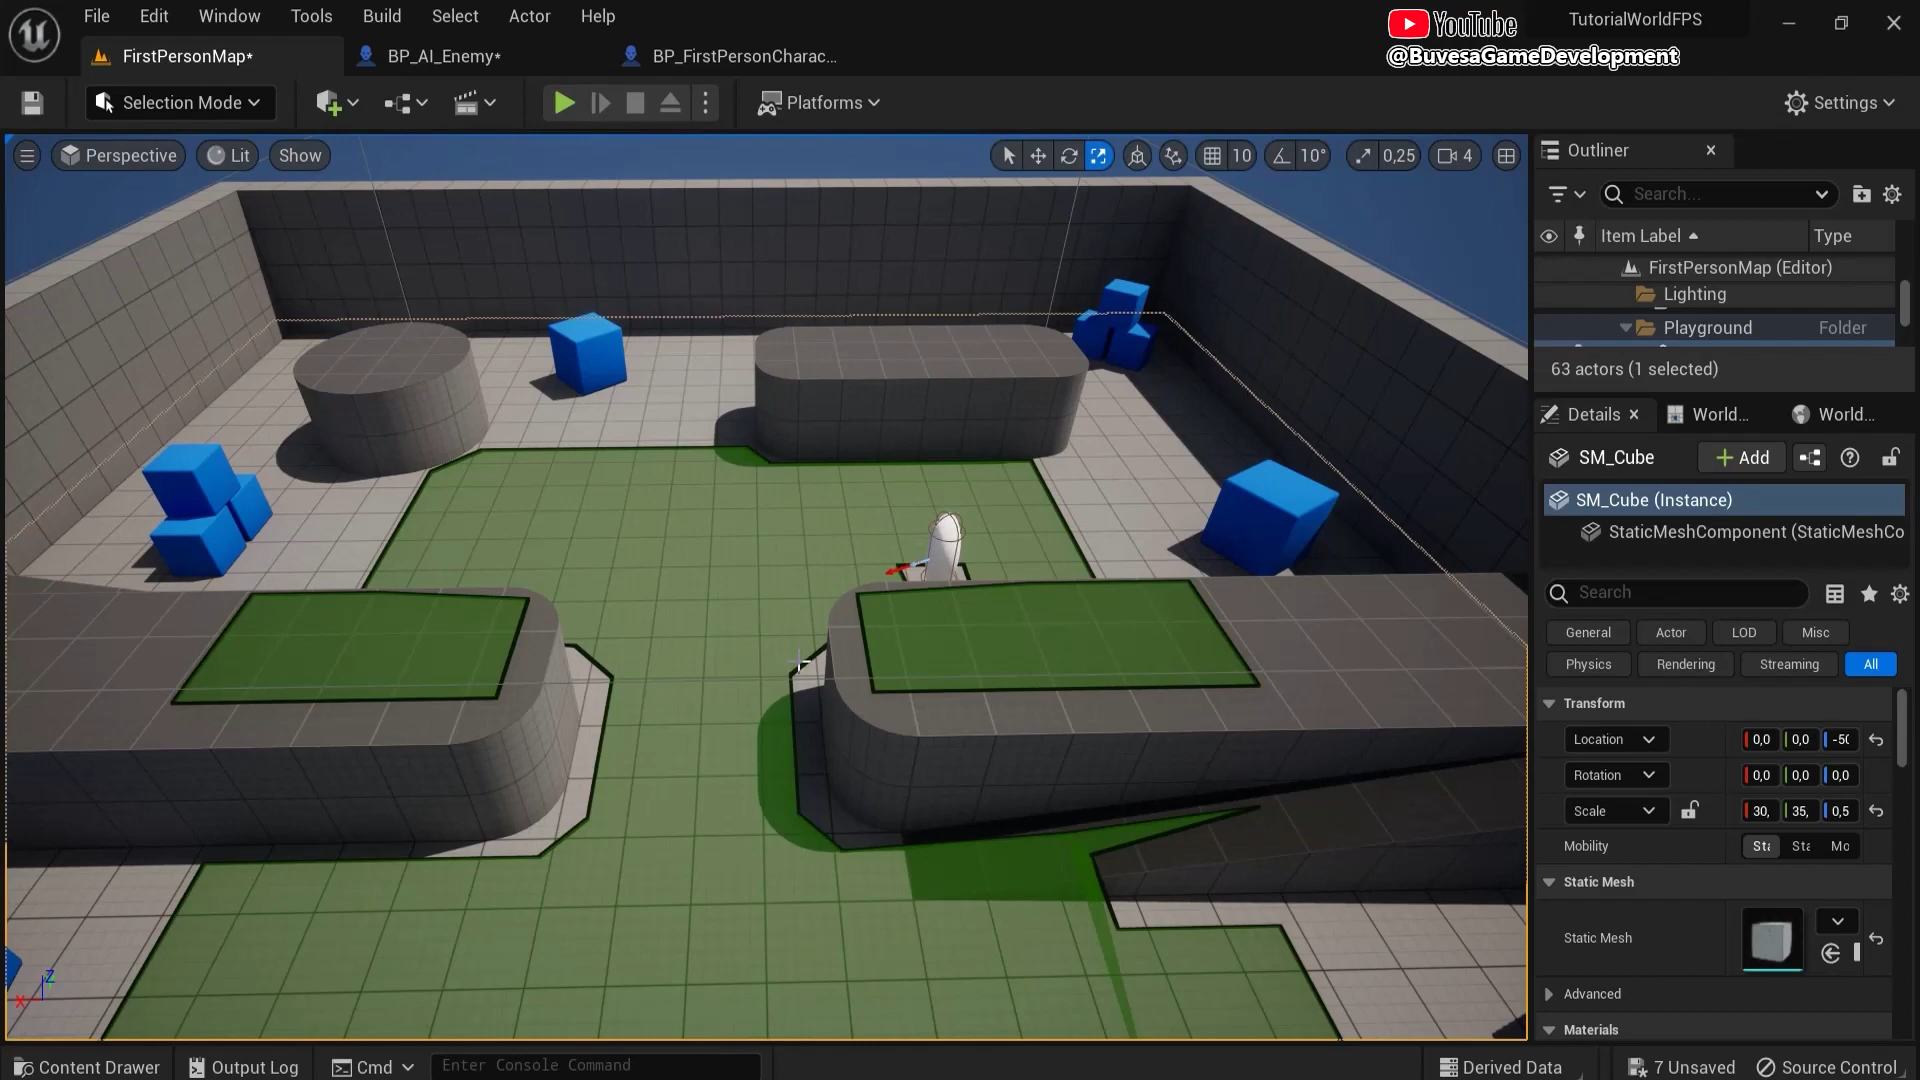 File Edit Window Tools Build Select Actor Help
YouTube
TutorialWorldFPS
@BuvesaGameDevelopment
FirstPersonMap*
BP_AI_Enemy*
BP_FirstPersonCharac...
Selection Mode
Platforms
Settings
Perspective
Lit
Show
10
10°
0,25
4
Outliner
Search...
Item Label
Type
FirstPersonMap (Editor)
Lighting
Playground
Folder
63 actors (1 selected)
Details
World...
World...
SM_Cube
Add
SM_Cube (Instance)
StaticMeshComponent (StaticMeshCo
Search
General
Actor
LOD
Misc
Physics
Rendering
Streaming
All
Transform
Location
0,0
0,0
-50
Rotation
0,0
0,0
0,0
Scale
30,
35,
0,5
Mobility
Sta
Sta
Mo
Static Mesh
Static Mesh
Advanced
Materials
Z
X
Content Drawer
Output Log
Cmd
Enter Console Command
Derived Data
7 Unsaved
Source Control